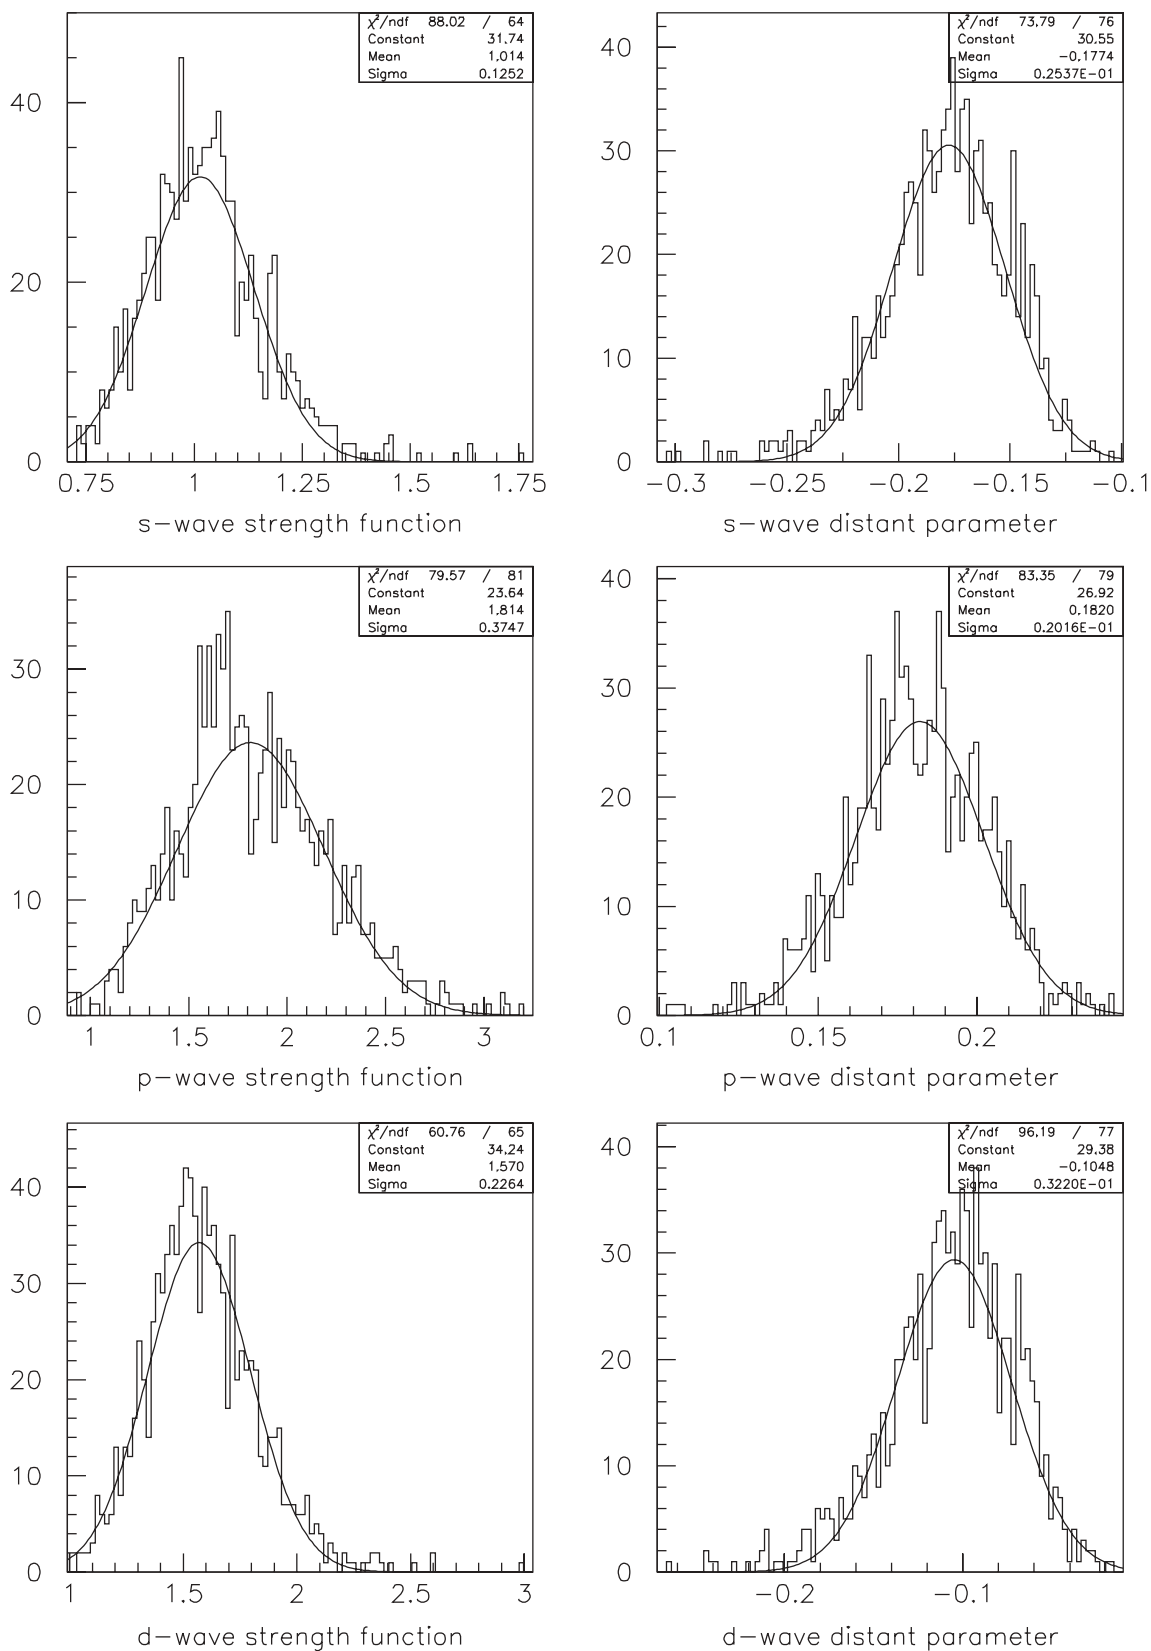 χ²/ndf 88.02 / 64
Constant 31.74
Mean 1.014
Sigma 0.1252
40
20
0
0.75 1 1.25 1.5 1.75
s-wave strength function
χ²/ndf 73.79 / 76
Constant 30.55
Mean -0.1774
Sigma 0.2537E-01
40
30
20
10
0
-0.3 -0.25 -0.2 -0.15 -0.1
s-wave distant parameter
χ²/ndf 79.57 / 81
Constant 23.64
Mean 1.814
Sigma 0.3747
30
20
10
0
1 1.5 2 2.5 3
p-wave strength function
χ²/ndf 83.35 / 79
Constant 26.92
Mean 0.1820
Sigma 0.2016E-01
40
30
20
10
0
0.1 0.15 0.2
p-wave distant parameter
χ²/ndf 60.76 / 65
Constant 34.24
Mean 1.570
Sigma 0.2264
40
30
20
10
0
1 1.5 2 2.5 3
d-wave strength function
χ²/ndf 96.19 / 77
Constant 29.38
Mean -0.1048
Sigma 0.3220E-01
40
30
20
10
0
-0.2 -0.1
d-wave distant parameter